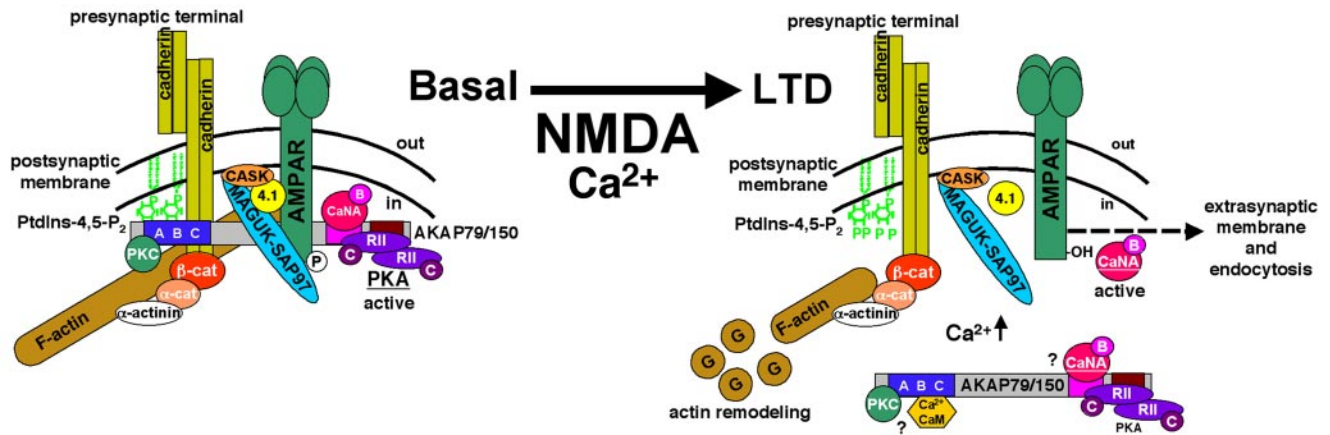 presynaptic terminal
cadherin
cadherin
AMPAR
out
in
postsynaptic
membrane
PtdIns-4,5-P2
CASK
4.1
MAGUK-SAP97
B
CaNA
A B C
AKAP79/150
PKC
RII
RII
C
C
P
PKA
active
β-cat
α-cat
α-actinin
F-actin
Basal
LTD
NMDA
Ca2+
presynaptic terminal
cadherin
cadherin
AMPAR
out
in
postsynaptic
membrane
PtdIns-4,5-P2
PP P P
CASK
4.1
MAGUK-SAP97
-OH
B
CaNA
active
extrasynaptic
membrane
and
endocytosis
β-cat
α-cat
α-actinin
F-actin
G
G
G
G
actin remodeling
Ca2+
?
B
CaNA
A B C
AKAP79/150
PKC
?
Ca2+
CaM
C
RII
RII
C
PKA